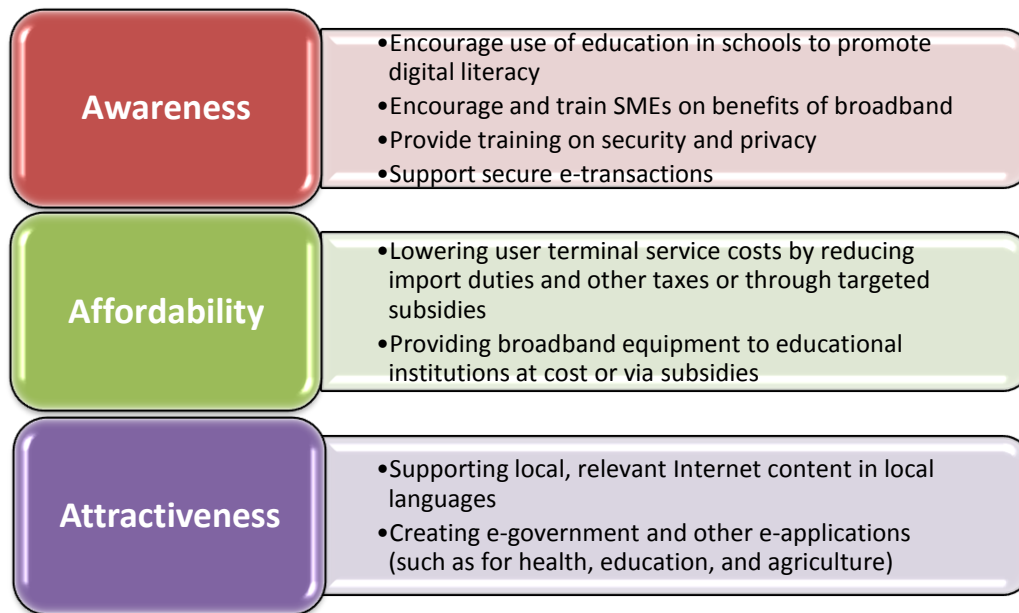 Awareness
•Encourage use of education in schools to promote
digital literacy
•Encourage and train SMEs on benefits of broadband
•Provide training on security and privacy
•Support secure e-transactions
Affordability
•Lowering user terminal service costs by reducing
import duties and other taxes or through targeted
subsidies
•Providing broadband equipment to educational
institutions at cost or via subsidies
Attractiveness
•Supporting local, relevant Internet content in local
languages
•Creating e-government and other e-applications
(such as for health, education, and agriculture)